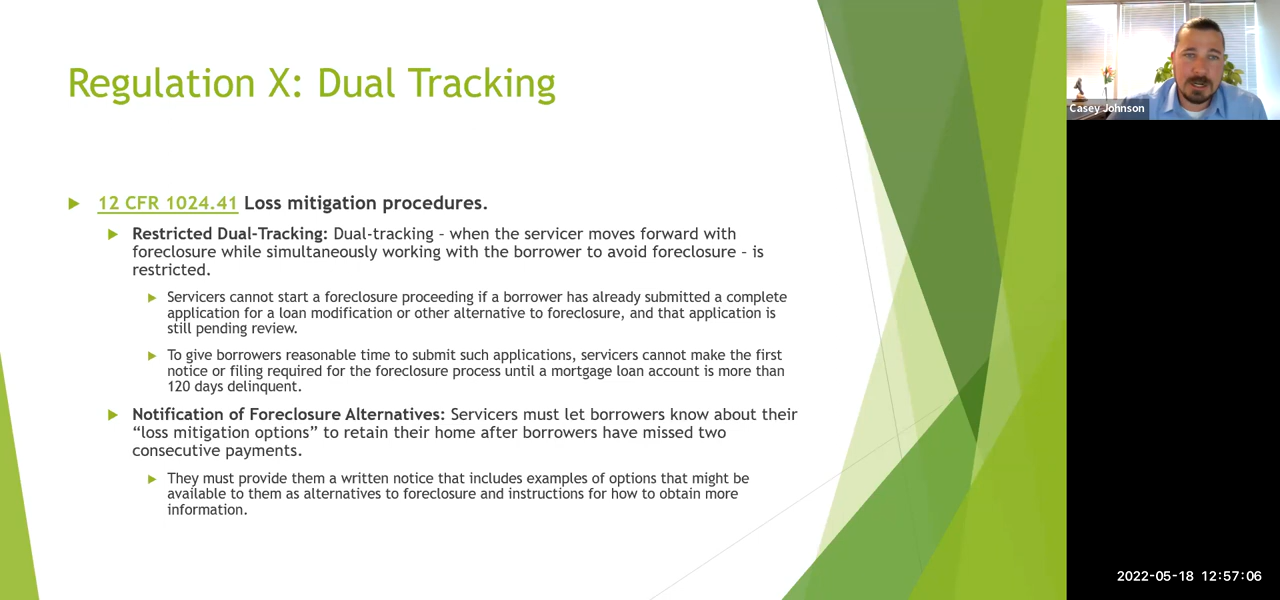 Regulation X: Dual Tracking
12 CFR 1024.41 Loss mitigation procedures.
Restricted Dual-Tracking: Dual-tracking – when the servicer moves forward with
foreclosure while simultaneously working with the borrower to avoid foreclosure – is
restricted.
Servicers cannot start a foreclosure proceeding if a borrower has already submitted a complete
application for a loan modification or other alternative to foreclosure, and that application is
still pending review.
To give borrowers reasonable time to submit such applications, servicers cannot make the first
notice or filing required for the foreclosure process until a mortgage loan account is more than
120 days delinquent.
Notification of Foreclosure Alternatives: Servicers must let borrowers know about their
“loss mitigation options” to retain their home after borrowers have missed two
consecutive payments.
They must provide them a written notice that includes examples of options that might be
available to them as alternatives to foreclosure and instructions for how to obtain more
information.
Casey Johnson
2022-05-18 12:57:06